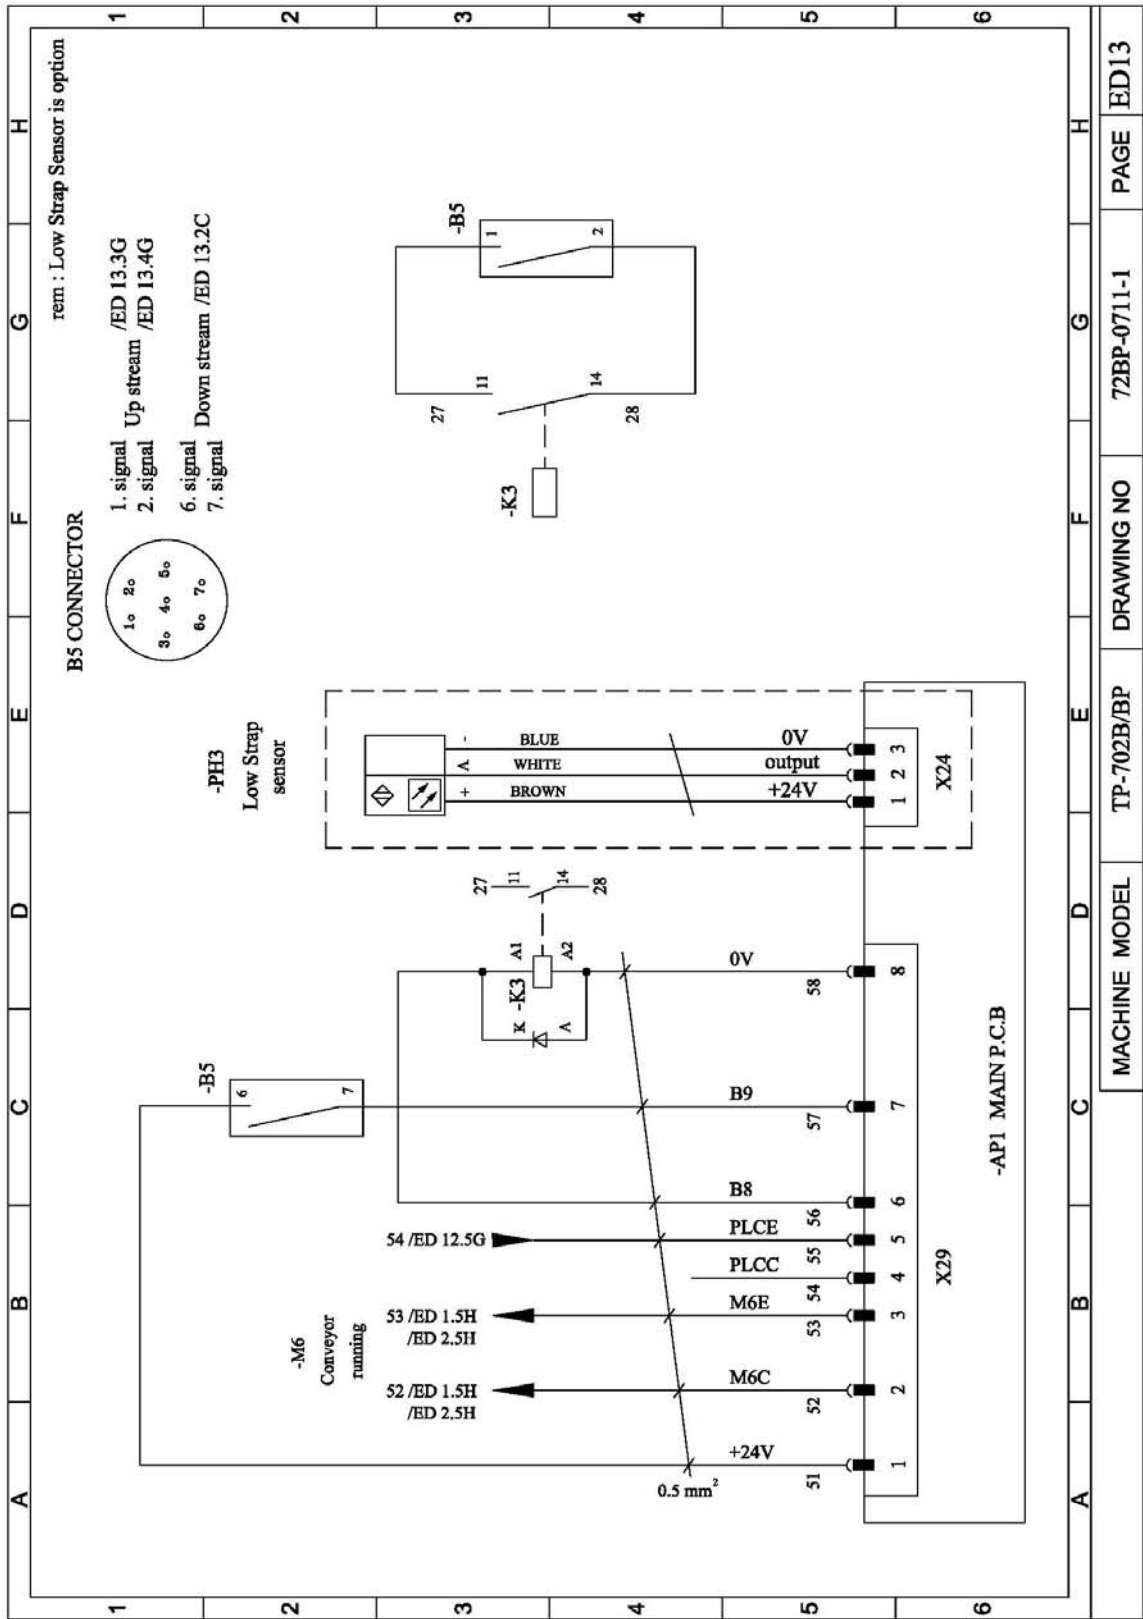 A B C D E F G H
1
2
3
4
5
6
rem : Low Strap Sensor is option
B5 CONNECTOR
1 2
3 4 5
6 7
1. signal Up stream /ED 13.3G
2. signal /ED 13.4G
6. signal Down stream /ED 13.2C
7. signal
-B5
6
7
-PH3
Low Strap
sensor
+ A -
BROWN
WHITE
BLUE
+24V
output
0V
1 2 3
X24
-M6
Conveyor
running
52 /ED 1.5H
/ED 2.5H
53 /ED 1.5H
/ED 2.5H
54 /ED 12.5G
K
A
-K3
A1
A2
27
11
14
28
-K3
27
11
14
28
-B5
1
2
0.5 mm²
+24V
M6C
M6E
PLCC
PLCE
B8
B9
0V
51 52 53 54 55 56 57 58
1 2 3 4 5 6 7 8
X29
-AP1 MAIN P.C.B
1
2
3
4
5
6
A B C D E F G H
MACHINE MODEL TP-702B/BP DRAWING NO 72BP-0711-1 PAGE ED13